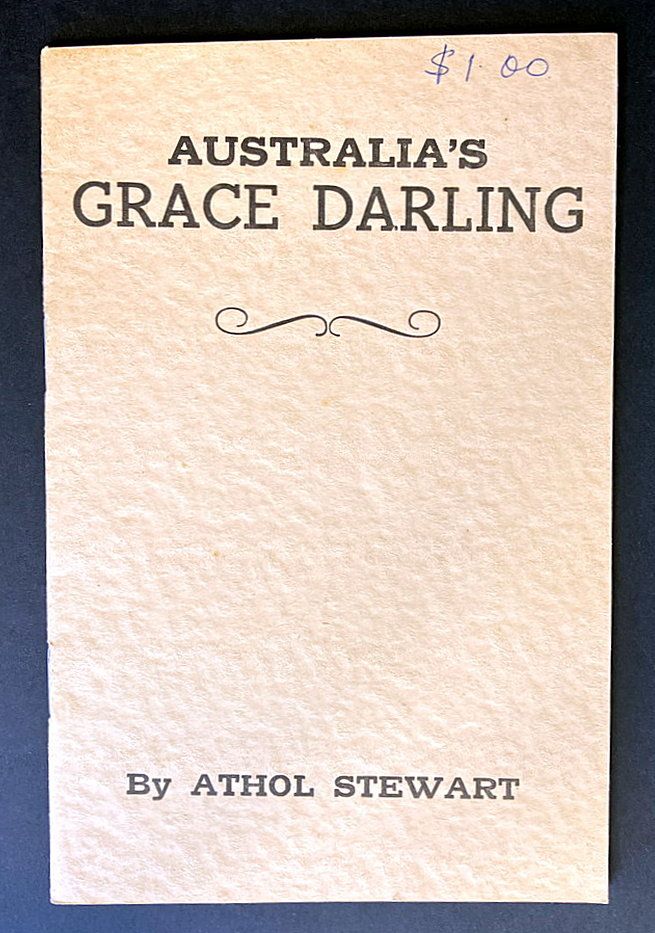 $1.00
AUSTRALIA'S
GRACE DARLING
By ATHOL STEWART